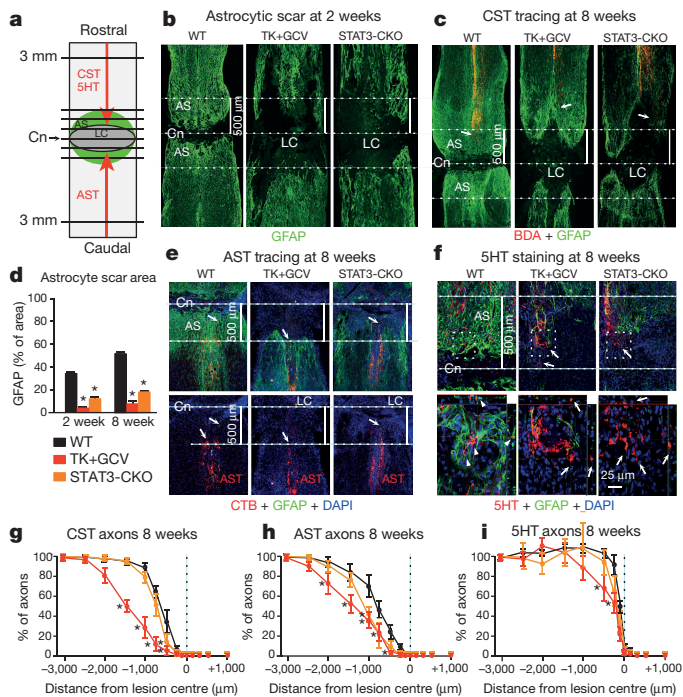 a
Rostral
3 mm
CST
5HT
AS
LC
Cn
AST
3 mm
Caudal
b
Astrocytic scar at 2 weeks
WT
TK+GCV
STAT3-CKO
AS
Cn
AS
500 µm
LC
GFAP
c
CST tracing at 8 weeks
WT
TK+GCV
STAT3-CKO
AS
Cn
AS
500 µm
LC
BDA + GFAP
d
Astrocyte scar area
GFAP (% of area)
100
80
60
40
20
0
* *
* *
2 week 8 week
WT
TK+GCV
STAT3-CKO
e
AST tracing at 8 weeks
WT
TK+GCV
STAT3-CKO
Cn
AS
500 µm
Cn
LC
500 µm
AST
AST
CTB + GFAP + DAPI
f
5HT staining at 8 weeks
WT
TK+GCV
STAT3-CKO
AS
Cn
500 µm
25 µm
5HT + GFAP + DAPI
g
CST axons 8 weeks
% of axons
100
80
60
40
20
0
–3,000 –2,000 –1,000 0 +1,000
Distance from lesion centre (µm)
h
AST axons 8 weeks
% of axons
100
80
60
40
20
0
–3,000 –2,000 –1,000 0 +1,000
Distance from lesion centre (µm)
i
5HT axons 8 weeks
% of axons
100
80
60
40
20
0
–3,000 –2,000 –1,000 0 +1,000
Distance from lesion centre (µm)